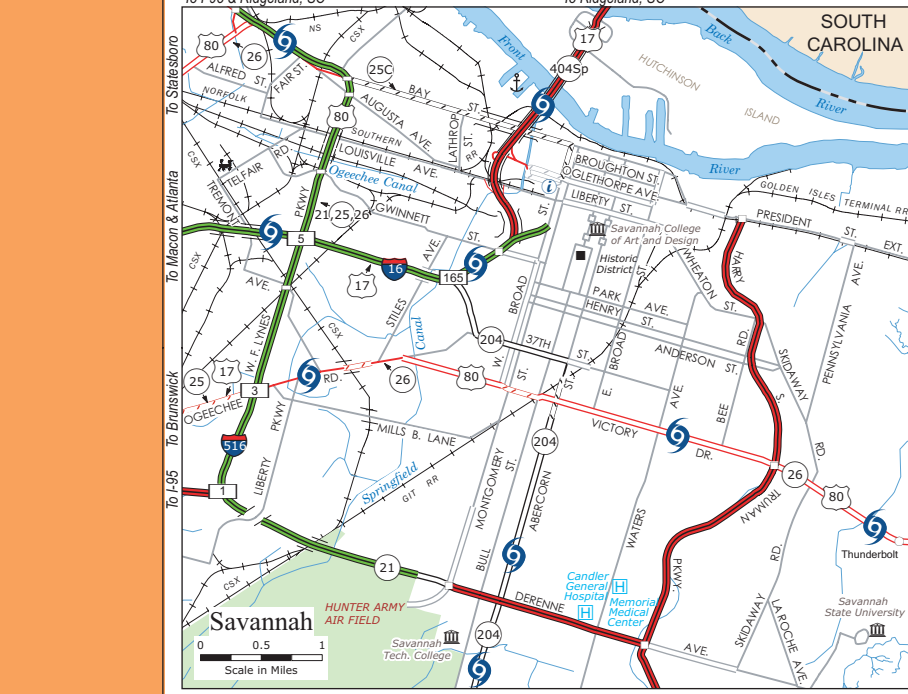 To I-95 & Ridgeland, SC
To Ridgeland, SC
SOUTH
CAROLINA
To Statesboro
To Macon & Atlanta
To Brunswick
To I-95
80
26
NS
CSX
17
Front
Back
River
404Sp
HUTCHINSON
ISLAND
River
ALFRED ST.
FAIR ST.
25C
BAY
ST.
NORFOLK
SOUTHERN
RR
80
AUGUSTA AVE.
LATHROP
ST.
LOUISVILLE
AVE.
CSX
TELFAIR
RD.
TREMONT
Ogeechee Canal
BROUGHTON ST.
OGLETHORPE AVE.
LIBERTY ST.
i
GOLDEN ISLES TERMINAL RR
PRESIDENT
ST.
EXT.
PKWY
21,25,26
GWINNETT
ST.
ST.
Savannah College
of Art and Design
Historic
District
5
CSX
16
17
AVE.
165
STILES
BROAD
W.
ST.
ST.
WHEATON
ST.
HARRY
AVE.
AVE.
PARK AVE.
HENRY ST.
CSX
Canal
204
37TH
ST.
BROAD
E.
ANDERSON ST.
RD.
SKIDAWAY
PENNSYLVANIA
W. F. LYNES
PKWY
25
17
3
OGEECHEE
RD.
26
80
ST.
AVE.
BEE
S.
VICTORY
DR.
516
MILLS B. LANE
204
RD.
26
80
1
LIBERTY
Springfield
GIT RR
MONTGOMERY
ST.
ABERCORN
BULL
WATERS
TRUMAN
PKWY.
RD.
Thunderbolt
21
CSX
HUNTER ARMY
AIR FIELD
DERENNE
AVE.
Candler
General
Hospital
H
H
Memorial
Medical
Center
SKIDAWAY
LA ROCHE AVE.
Savannah
State University
204
Savannah
Tech. College
Savannah
0 0.5 1
Scale in Miles